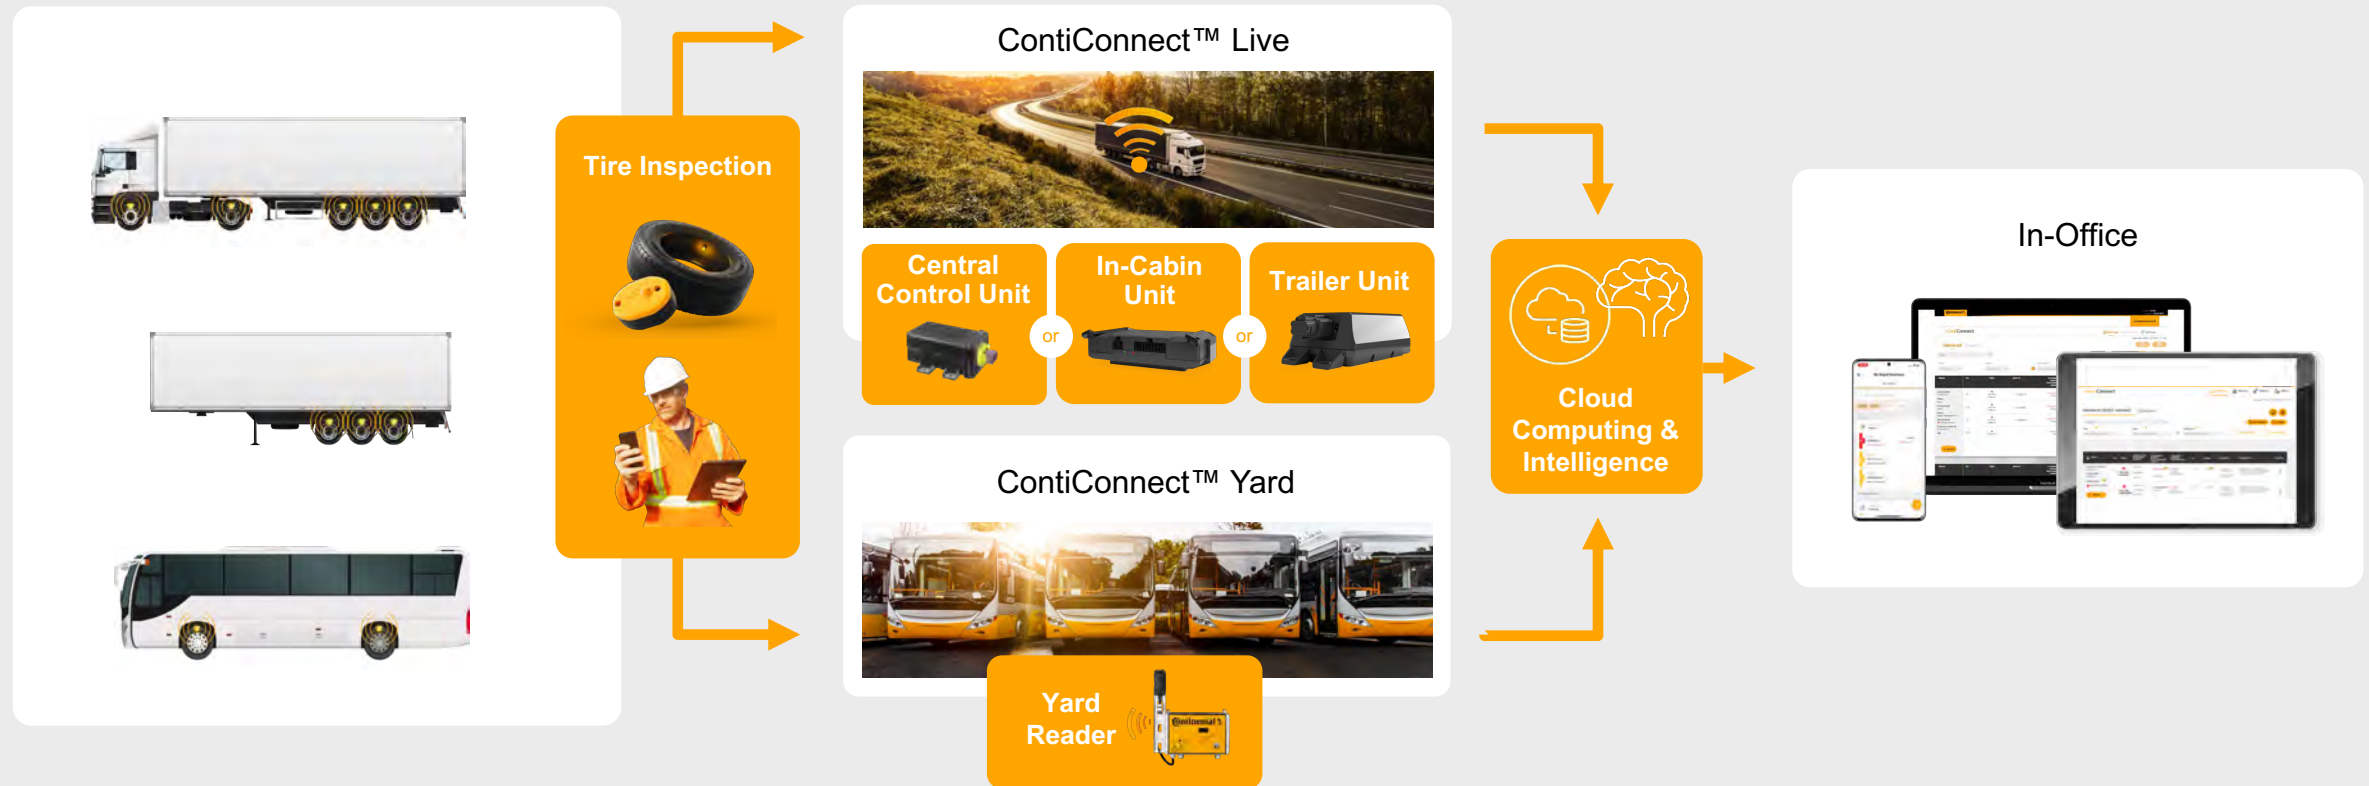 Tire Inspection
ContiConnect™ Live
Central
Control Unit
or
In-Cabin
Unit
or
Trailer Unit
ContiConnect™ Yard
Yard
Reader
Continental
Cloud
Computing &
Intelligence
In-Office